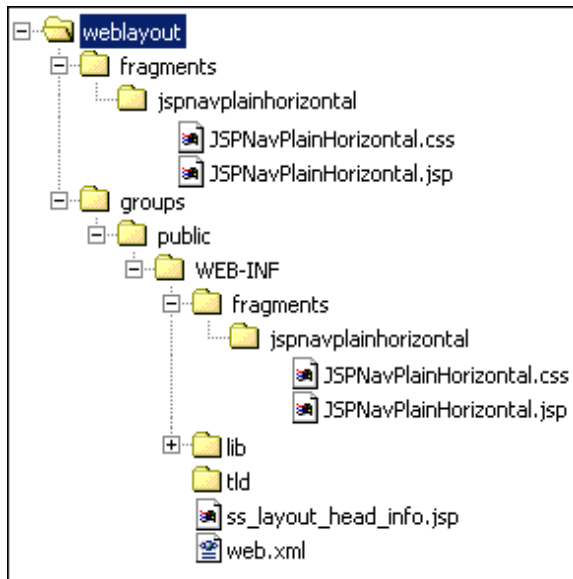 weblayout
fragments
jspnavplainhorizontal
JSPNavPlainHorizontal.css
JSPNavPlainHorizontal.jsp
groups
public
WEB-INF
fragments
jspnavplainhorizontal
JSPNavPlainHorizontal.css
JSPNavPlainHorizontal.jsp
lib
tld
ss_layout_head_info.jsp
web.xml